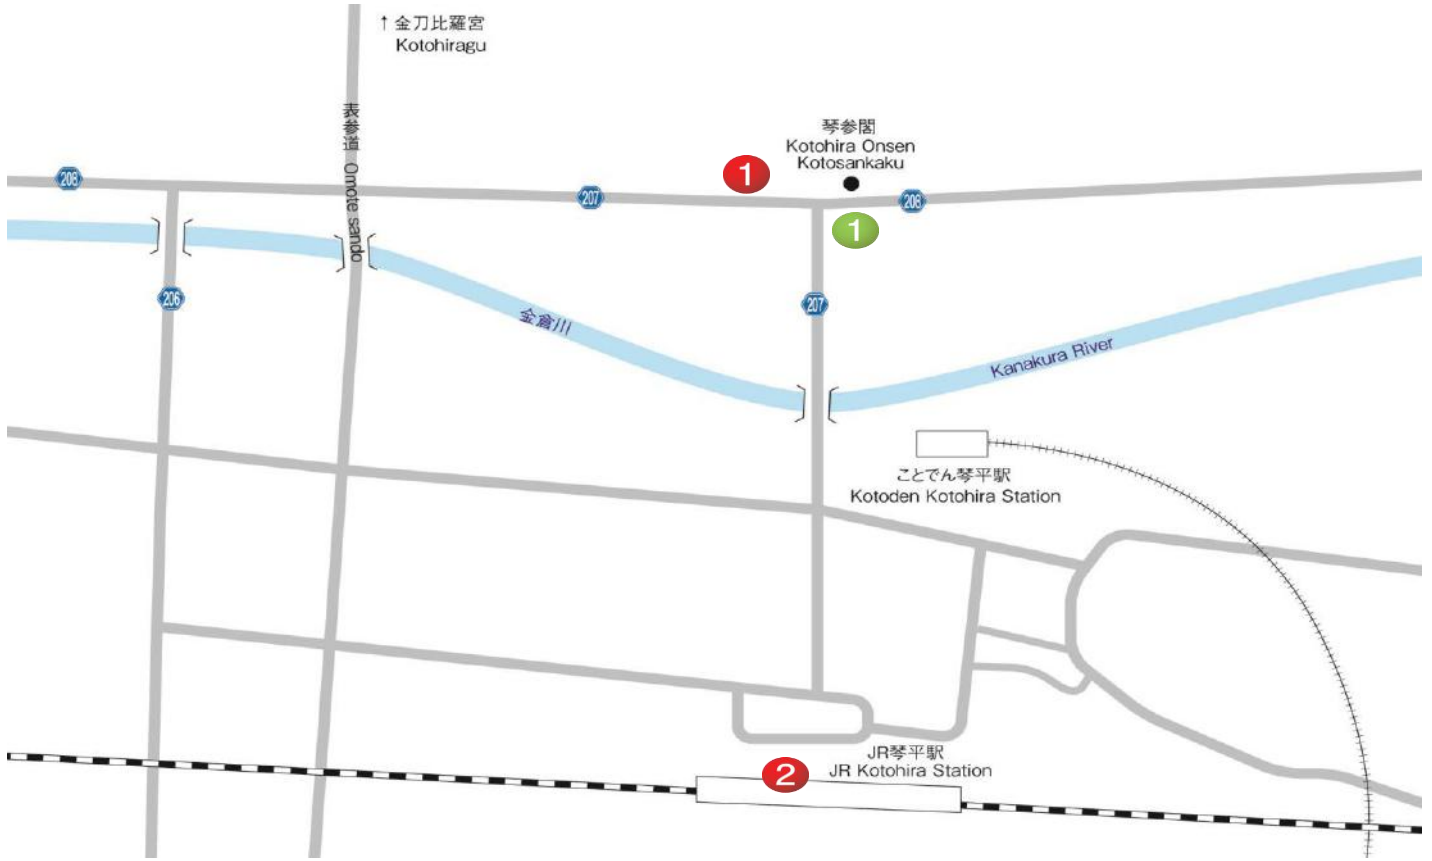 ↑ 金刀比羅宮
Kotohiragu
表参道 Omote sando
琴参閣
Kotohira Onsen
Kotosankaku
1
208
207
208
1
206
207
金倉川
Kanakura River
ことでん琴平駅
Kotoden Kotohira Station
JR琴平駅
JR Kotohira Station
2